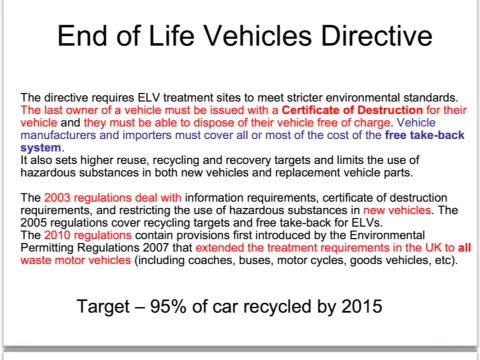 End of Life Vehicles Directive
The directive requires ELV treatment sites to meet stricter environmental standards.
The last owner of a vehicle must be issued with a Certificate of Destruction for their
vehicle and they must be able to dispose of their vehicle free of charge. Vehicle
manufacturers and importers must cover all or most of the cost of the free take-back
system.
It also sets higher reuse, recycling and recovery targets and limits the use of
hazardous substances in both new vehicles and replacement vehicle parts.
The 2003 regulations deal with information requirements, certificate of destruction
requirements, and restricting the use of hazardous substances in new vehicles. The
2005 regulations cover recycling targets and free take-back for ELVs.
The 2010 regulations contain provisions first introduced by the Environmental
Permitting Regulations 2007 that extended the treatment requirements in the UK to all
waste motor vehicles (including coaches, buses, motor cycles, goods vehicles, etc).
Target – 95% of car recycled by 2015